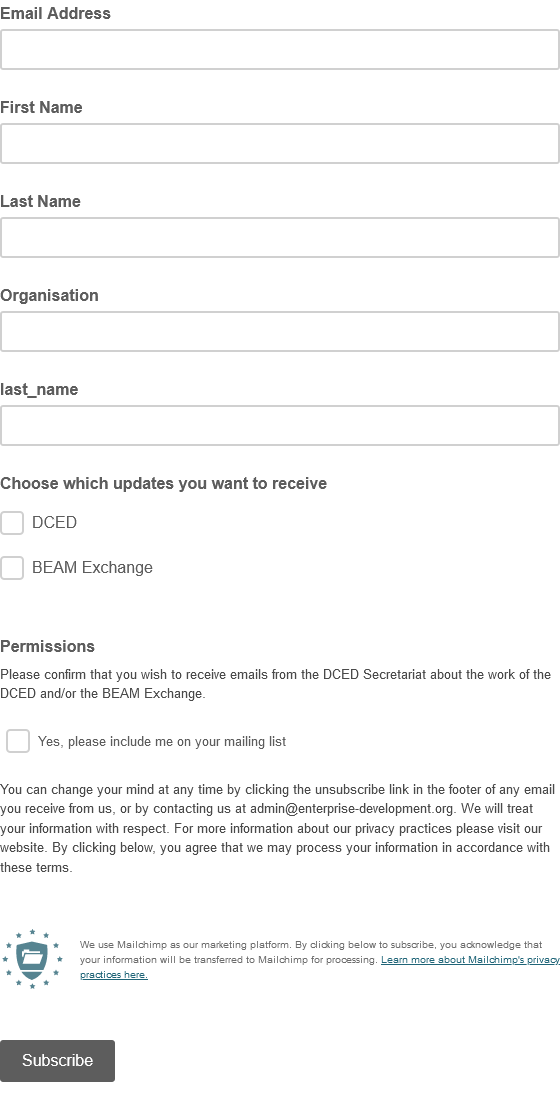 Email Address
First Name
Last Name
Organisation
last_name
Choose which updates you want to receive
DCED
BEAM Exchange
Permissions
Please confirm that you wish to receive emails from the DCED Secretariat about the work of the
DCED and/or the BEAM Exchange.
Yes, please include me on your mailing list
You can change your mind at any time by clicking the unsubscribe link in the footer of any email
you receive from us, or by contacting us at admin@enterprise-development.org. We will treat
your information with respect. For more information about our privacy practices please visit our
website. By clicking below, you agree that we may process your information in accordance with
these terms.
We use Mailchimp as our marketing platform. By clicking below to subscribe, you acknowledge that
your information will be transferred to Mailchimp for processing. Learn more about Mailchimp's privacy
practices here.
Subscribe